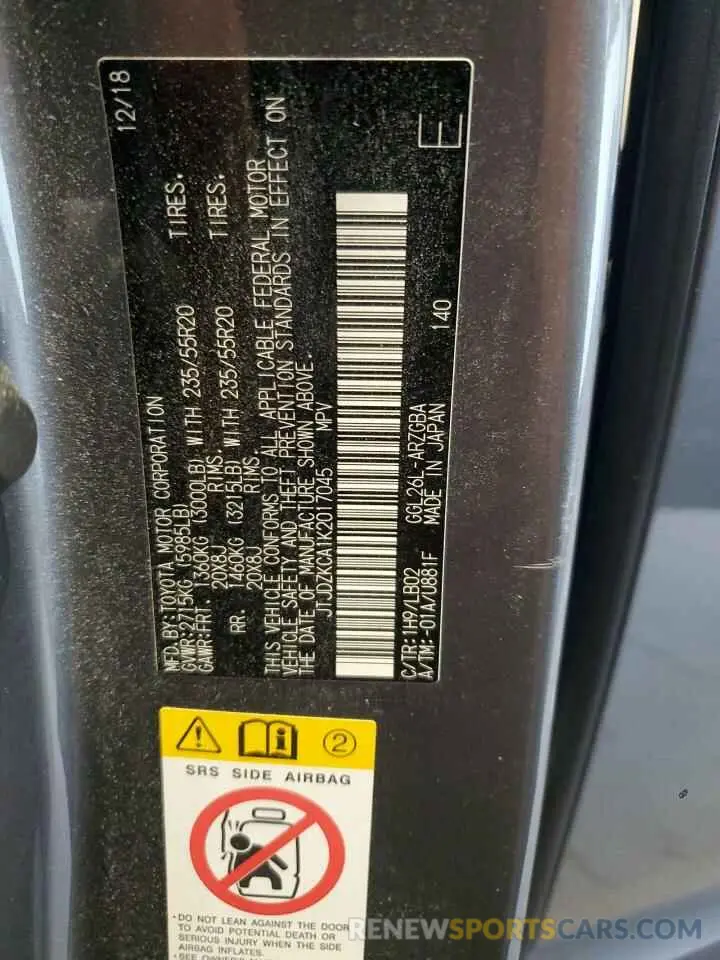 MFD.BY:TOYOTA MOTOR CORPORATION 12/18
GVWR:2715KG (5985LB)
GAWR:FRT. 1360KG (3000LB) WITH 235/55R20 TIRES.
20X8J RIMS.
RR. 1460KG (3215LB) WITH 235/55R20 TIRES.
20X8J RIMS.
THIS VEHICLE CONFORMS TO ALL APPLICABLE FEDERAL MOTOR
VEHICLE SAFETY AND THEFT PREVENTION STANDARDS IN EFFECT ON
THE DATE OF MANUFACTURE SHOWN ABOVE.
JTJDZKCA1K2017045 MPV
C/TR:1H9/LB02 GGL26L-ARZGBA 140
A/TM:-01A/U881F MADE IN JAPAN E
2
SRS SIDE AIRBAG
•DO NOT LEAN AGAINST THE DOOR
TO AVOID POTENTIAL DEATH OR
SERIOUS INJURY WHEN THE SIDE
AIRBAG INFLATES.
•SEE OWNER'S
RENEWSPORTSCARS.COM